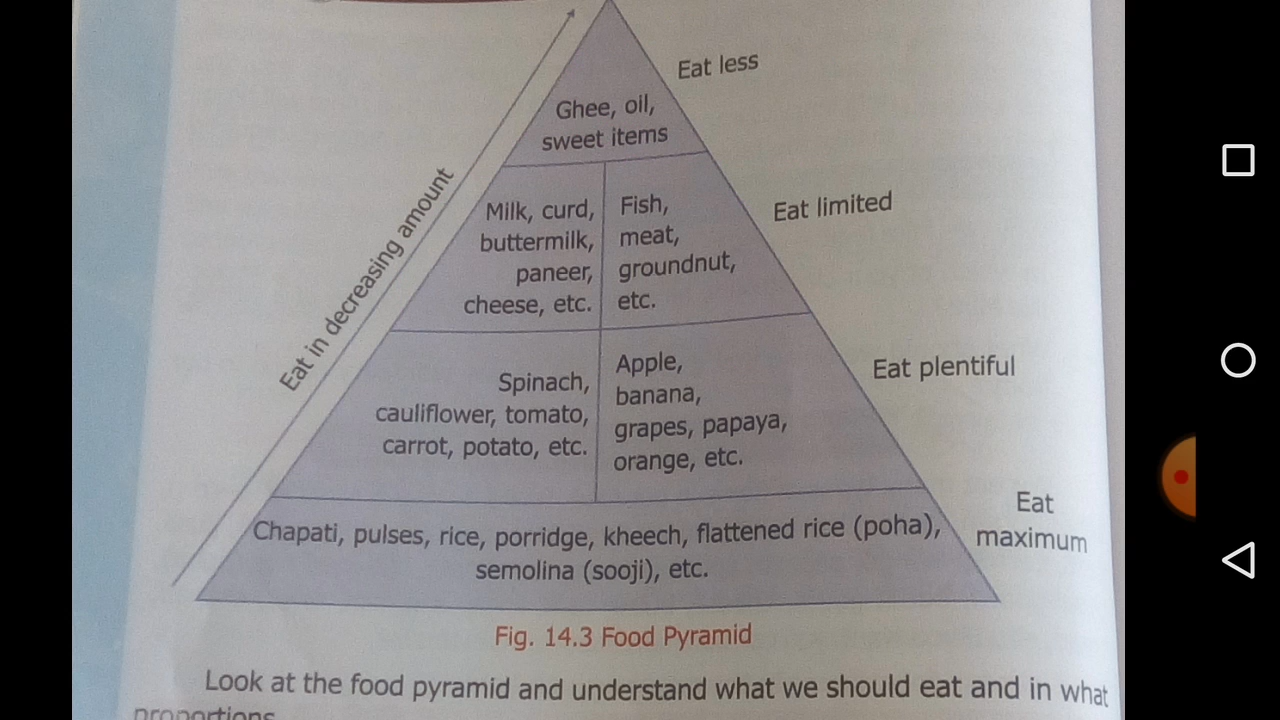 Eat less
Ghee, oil,
sweet items
Eat in decreasing amount
Milk, curd,
buttermilk,
paneer,
cheese, etc.
Fish,
meat,
groundnut,
etc.
Eat limited
Spinach,
cauliflower, tomato,
carrot, potato, etc.
Apple,
banana,
grapes, papaya,
orange, etc.
Eat plentiful
Chapati, pulses, rice, porridge, kheech, flattened rice (poha),
semolina (sooji), etc.
Eat
maximum
Fig. 14.3 Food Pyramid
Look at the food pyramid and understand what we should eat and in what
proportions